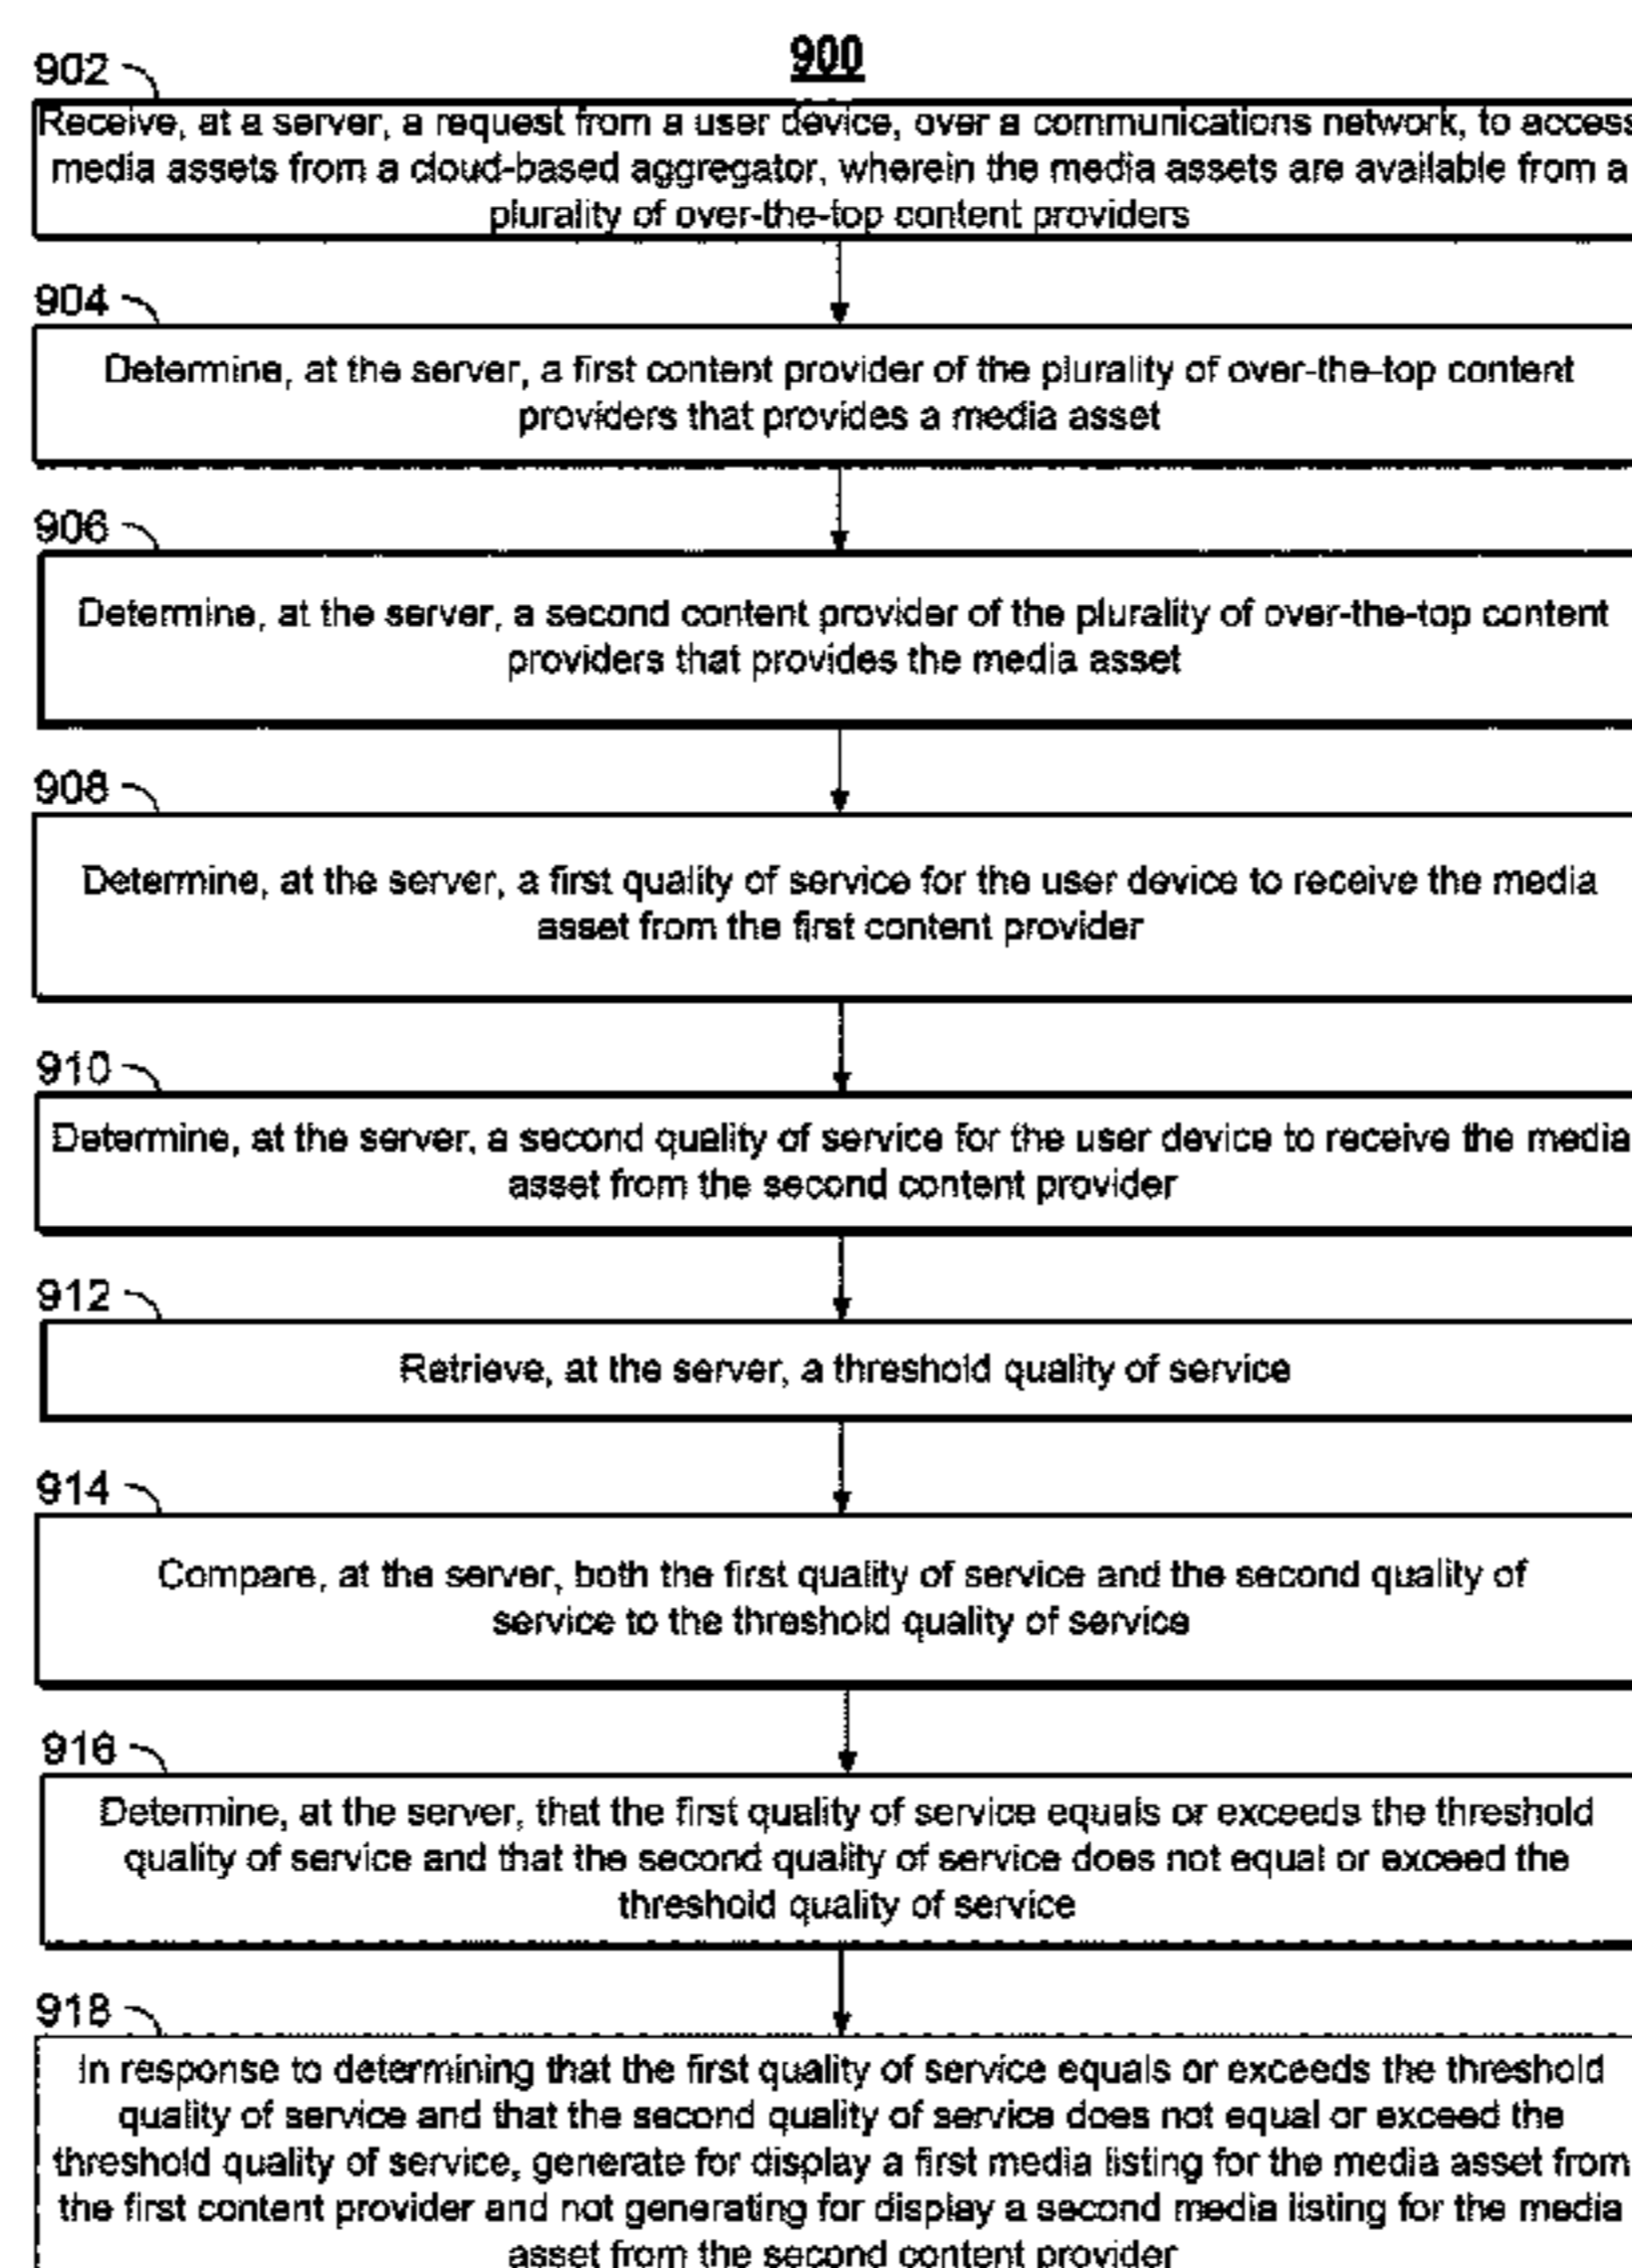 900
902
Receive, at a server, a request from a user device, over a communications network, to access
media assets from a cloud-based aggregator, wherein the media assets are available from a
plurality of over-the-top content providers
904
Determine, at the server, a first content provider of the plurality of over-the-top content
providers that provides a media asset
906
Determine, at the server, a second content provider of the plurality of over-the-top content
providers that provides the media asset
908
Determine, at the server, a first quality of service for the user device to receive the media
asset from the first content provider
910
Determine, at the server, a second quality of service for the user device to receive the media
asset from the second content provider
912
Retrieve, at the server, a threshold quality of service
914
Compare, at the server, both the first quality of service and the second quality of
service to the threshold quality of service
916
Determine, at the server, that the first quality of service equals or exceeds the threshold
quality of service and that the second quality of service does not equal or exceed the
threshold quality of service
918
In response to determining that the first quality of service equals or exceeds the threshold
quality of service and that the second quality of service does not equal or exceed the
threshold quality of service, generate for display a first media listing for the media asset from
the first content provider and not generating for display a second media listing for the media
asset from the second content provider